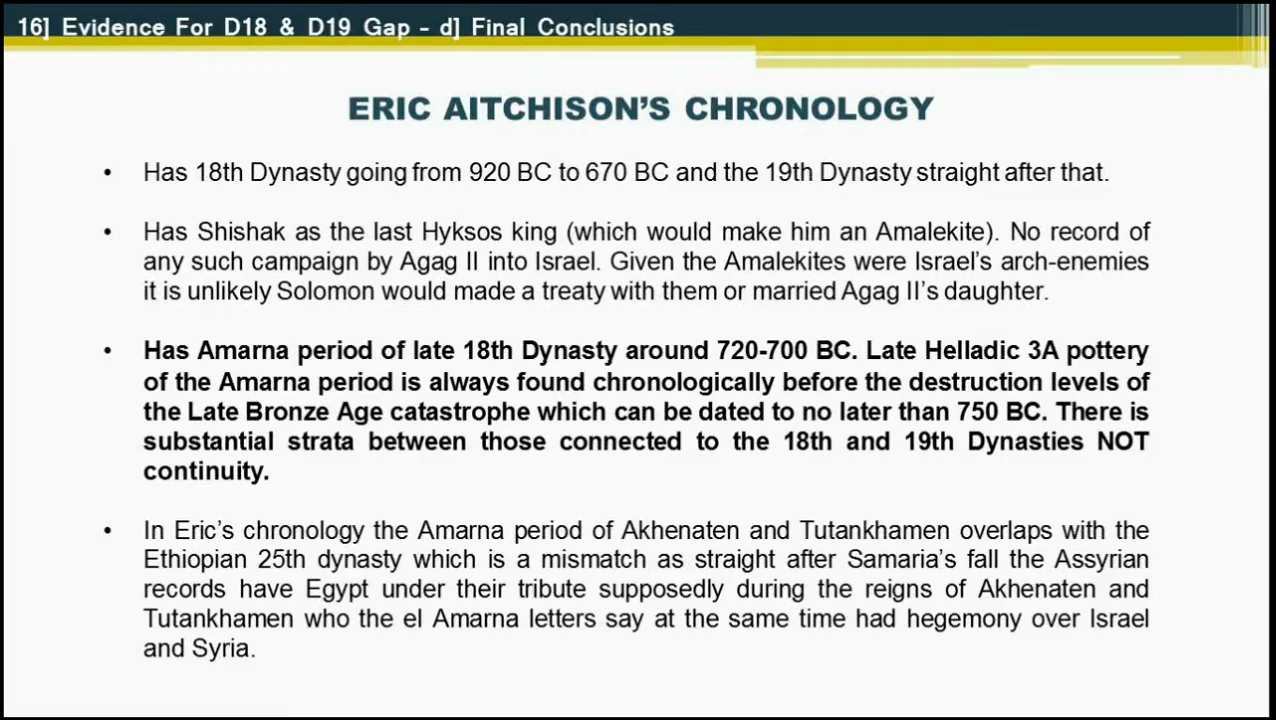 16] Evidence For D18 & D19 Gap - d] Final Conclusions
ERIC AITCHISON'S CHRONOLOGY
• Has 18th Dynasty going from 920 BC to 670 BC and the 19th Dynasty straight after that.
• Has Shishak as the last Hyksos king (which would make him an Amalekite). No record of
any such campaign by Agag II into Israel. Given the Amalekites were Israel's arch-enemies
it is unlikely Solomon would made a treaty with them or married Agag II's daughter.
• Has Amarna period of late 18th Dynasty around 720-700 BC. Late Helladic 3A pottery
of the Amarna period is always found chronologically before the destruction levels of
the Late Bronze Age catastrophe which can be dated to no later than 750 BC. There is
substantial strata between those connected to the 18th and 19th Dynasties NOT
continuity.
• In Eric's chronology the Amarna period of Akhenaten and Tutankhamen overlaps with the
Ethiopian 25th dynasty which is a mismatch as straight after Samaria's fall the Assyrian
records have Egypt under their tribute supposedly during the reigns of Akhenaten and
Tutankhamen who the el Amarna letters say at the same time had hegemony over Israel
and Syria.